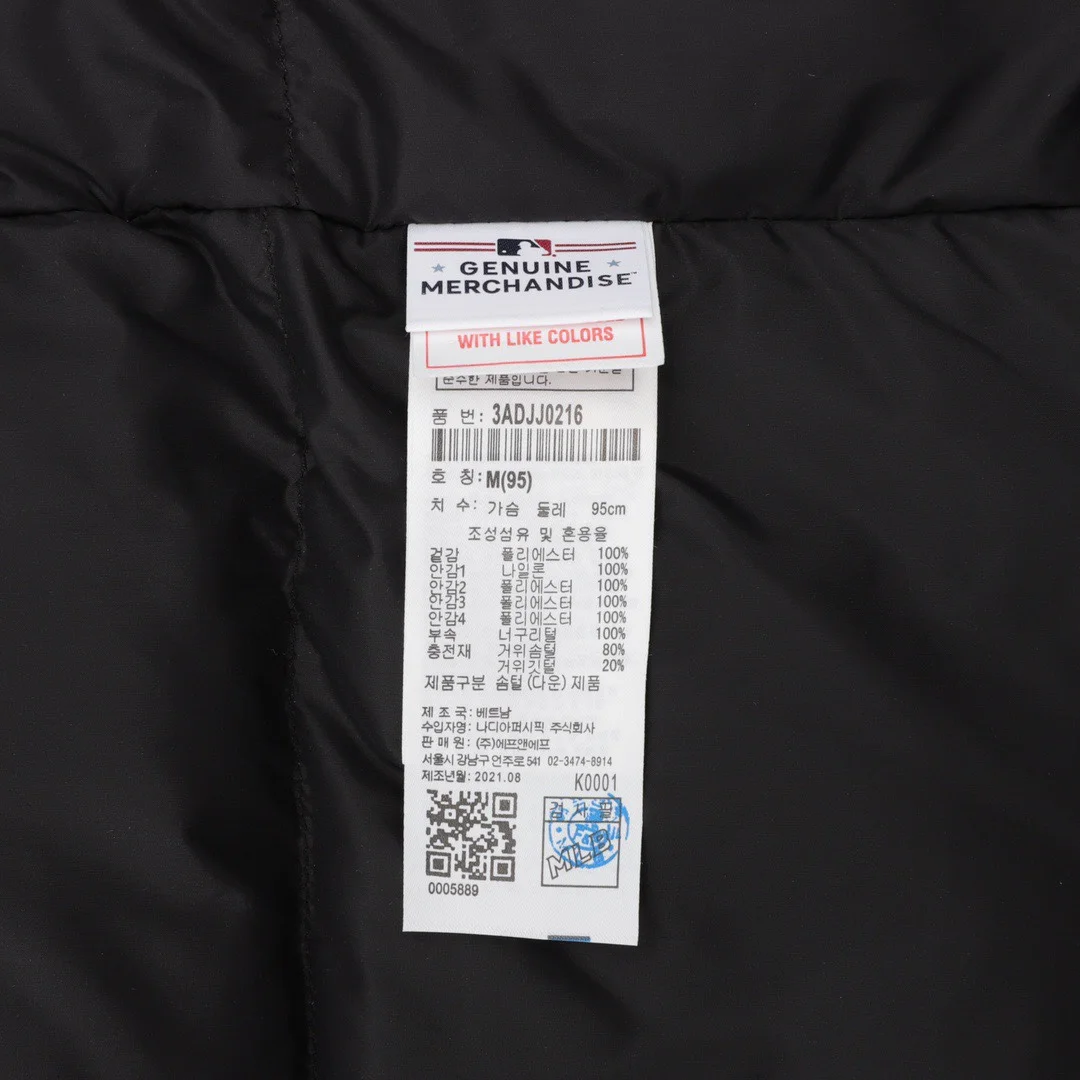 GENUINE
MERCHANDISE™
WITH LIKE COLORS
순수한 제품입니다.
품 번: 3ADJJ0216
호 칭: M(95)
치 수: 가슴 둘레 95cm
조성섬유 및 혼용율
겉감 폴리에스터 100%
안감1 나일론 100%
안감2 폴리에스터 100%
안감3 폴리에스터 100%
안감4 폴리에스터 100%
부속 너구리털 100%
충전재 거위솜털 80%
거위깃털 20%
제품구분 솜털(다운) 제품
제 조 국: 베트남
수입자명: 나디아퍼시픽 주식회사
판 매 원: (주)에프앤에프
서울시 강남구 언주로 541 02-3474-8914
제조년월: 2021.08
K0001
검 사 필
MLB
0005889